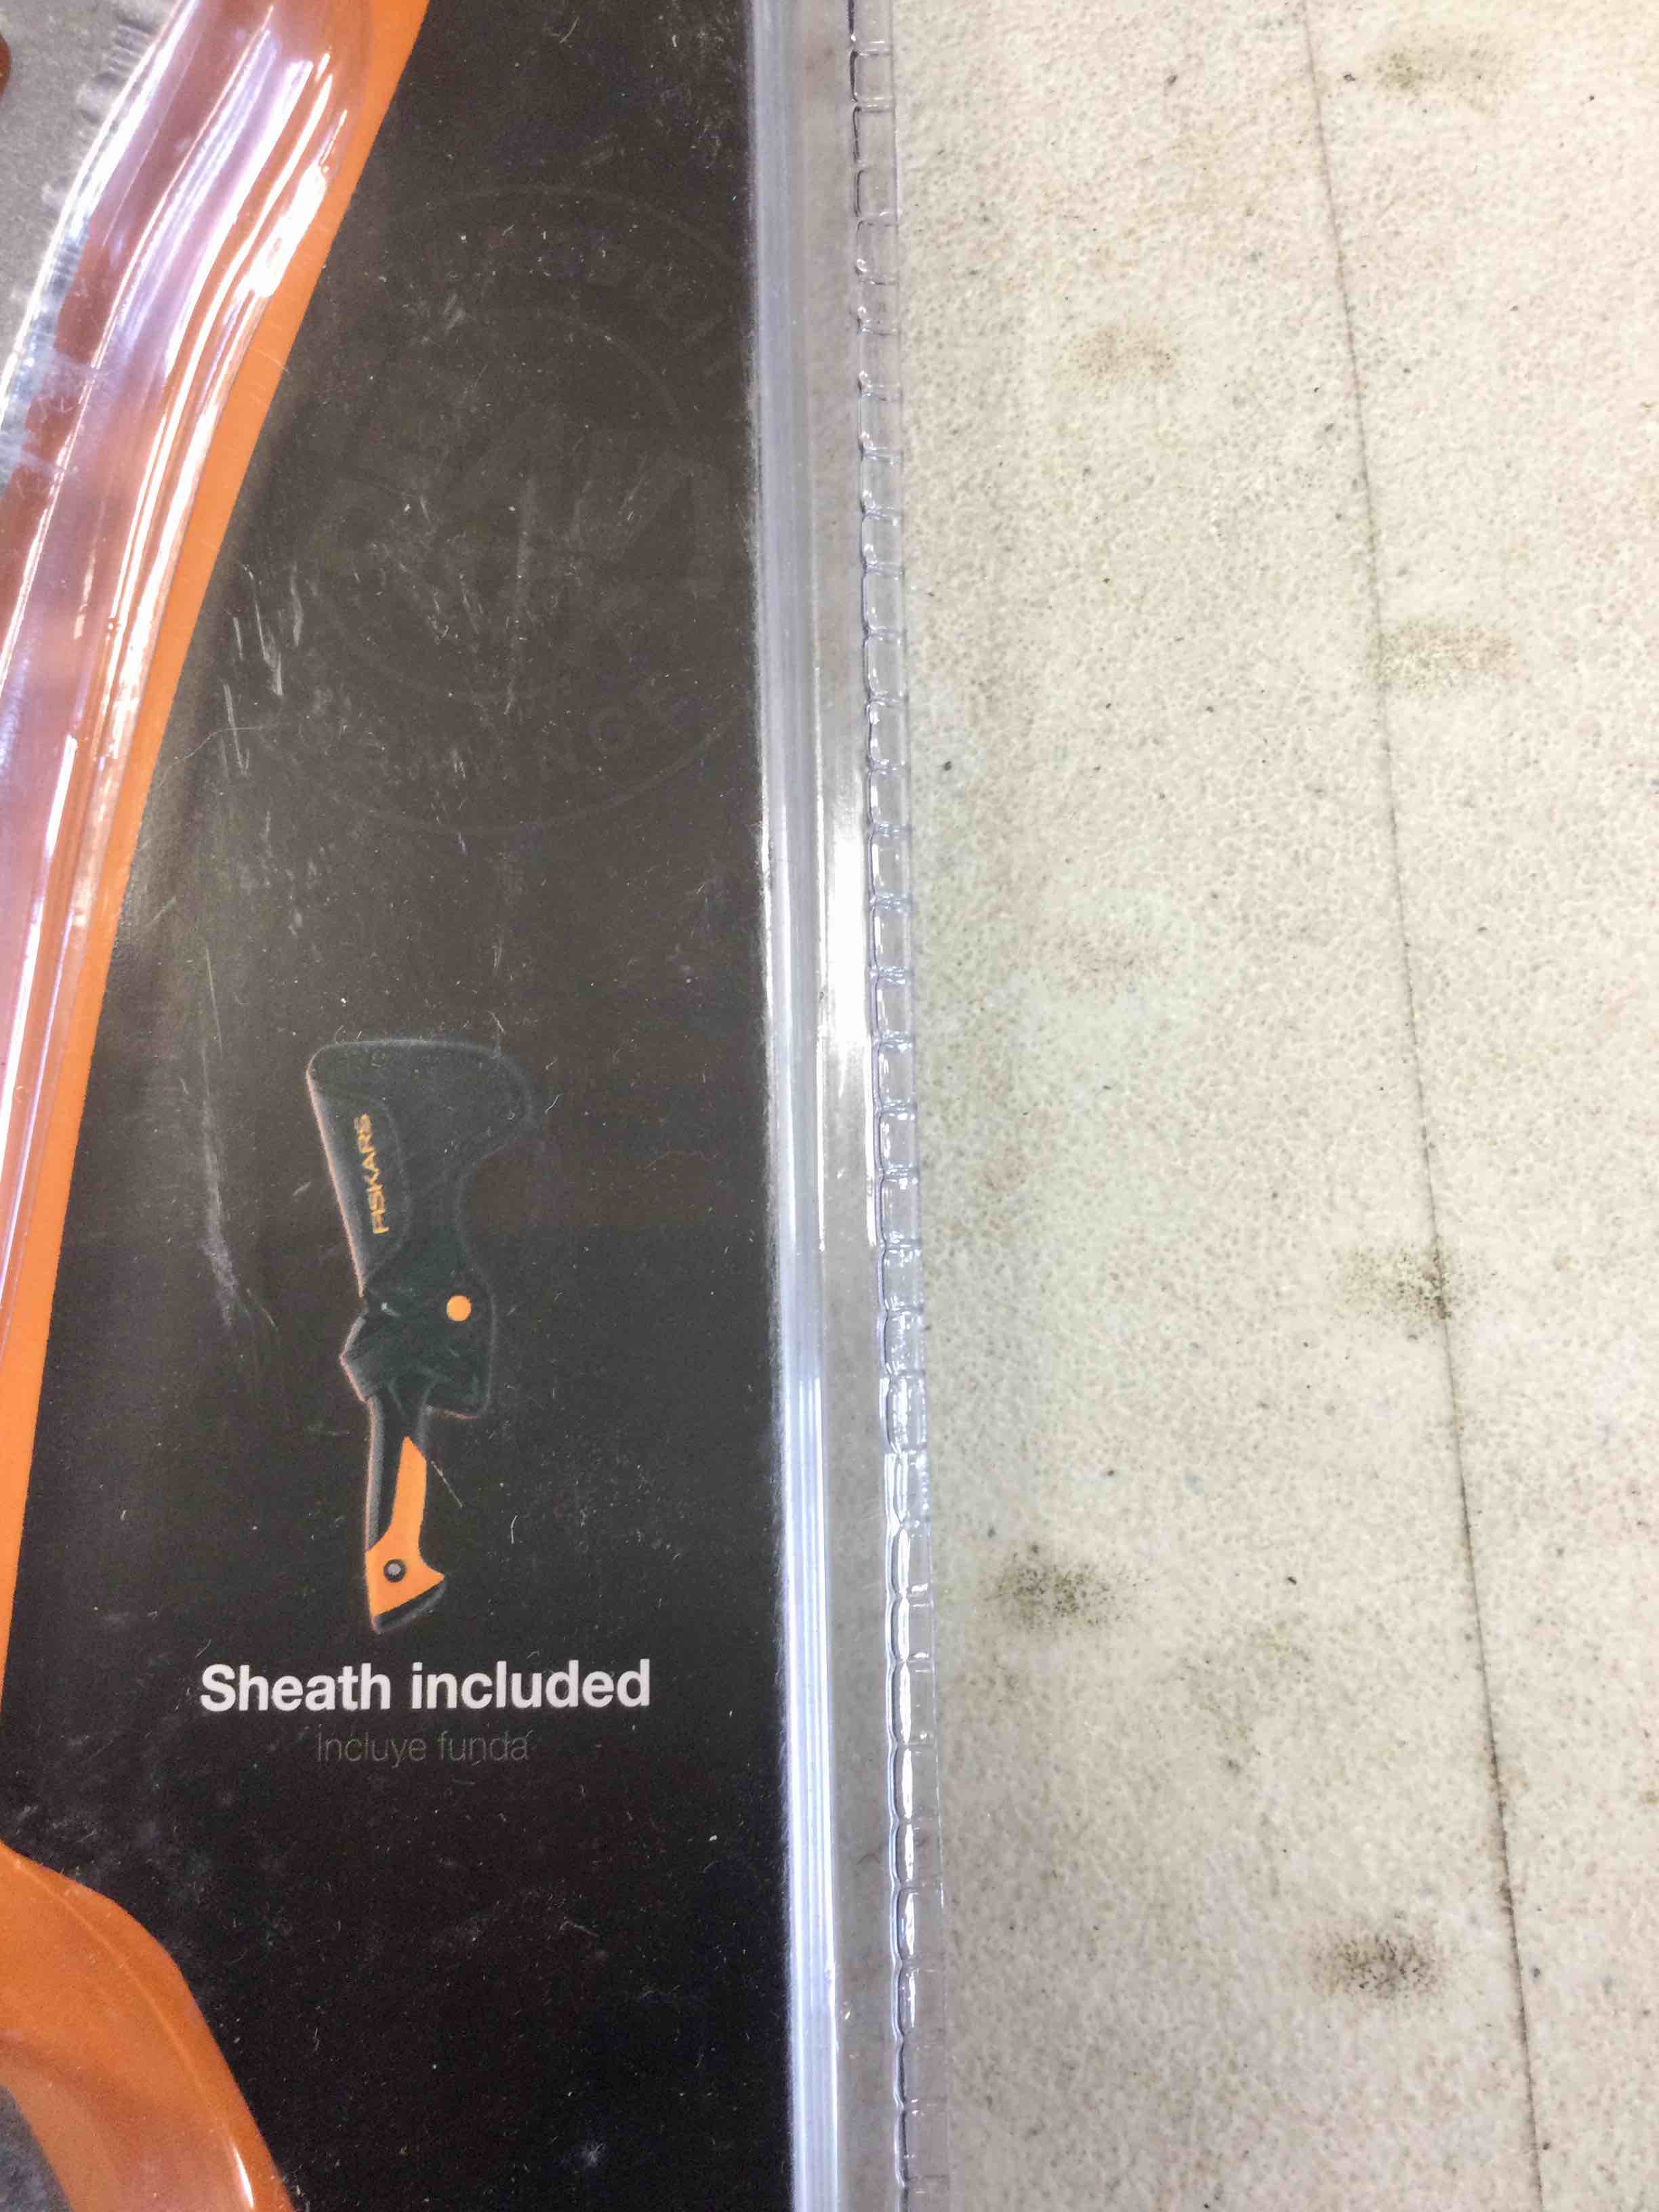 FISKARS
Sheath included
Incluye funda